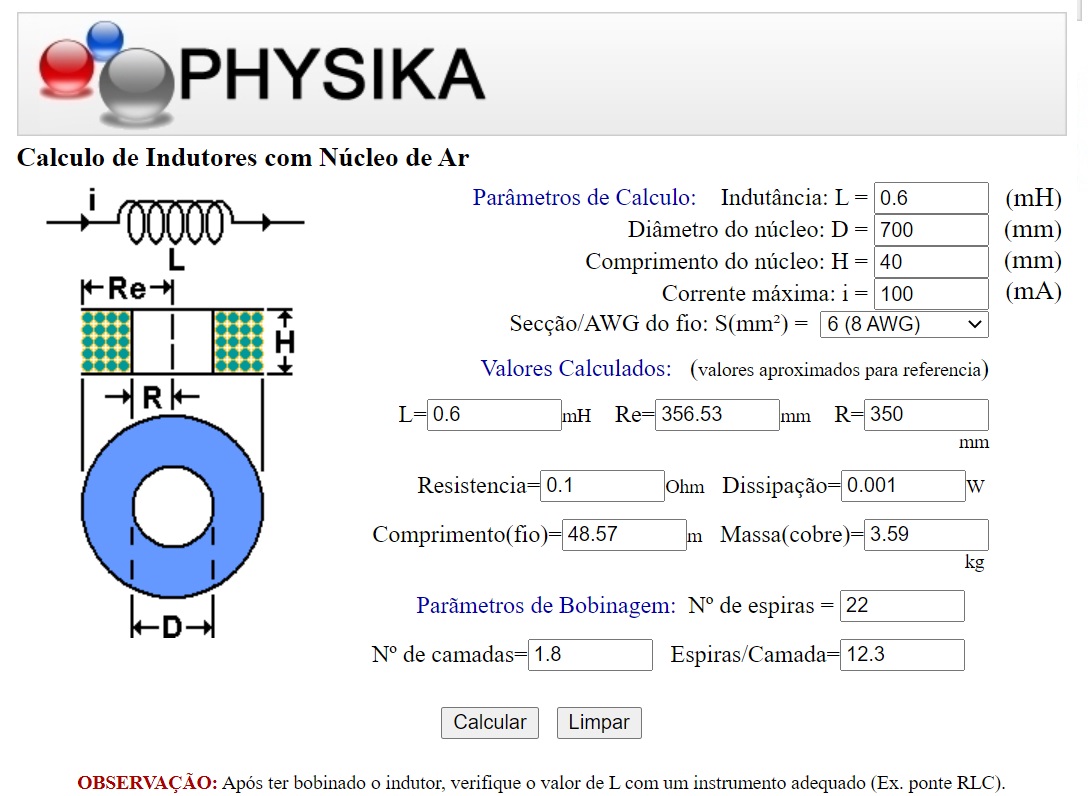 PHYSIKA
Calculo de Indutores com Núcleo de Ar
i
L
Re
H
R
D
Parâmetros de Calculo: Indutância: L = 0.6 (mH)
Diâmetro do núcleo: D = 700 (mm)
Comprimento do núcleo: H = 40 (mm)
Corrente máxima: i = 100 (mA)
Secção/AWG do fio: S(mm²) = 6 (8 AWG)
Valores Calculados: (valores aproximados para referencia)
L= 0.6 mH Re= 356.53 mm R= 350
mm
Resistencia= 0.1 Ohm Dissipação= 0.001 W
Comprimento(fio)= 48.57 m Massa(cobre)= 3.59
kg
Parãmetros de Bobinagem: Nº de espiras = 22
Nº de camadas= 1.8 Espiras/Camada= 12.3
Calcular Limpar
OBSERVAÇÃO: Após ter bobinado o indutor, verifique o valor de L com um instrumento adequado (Ex. ponte RLC).